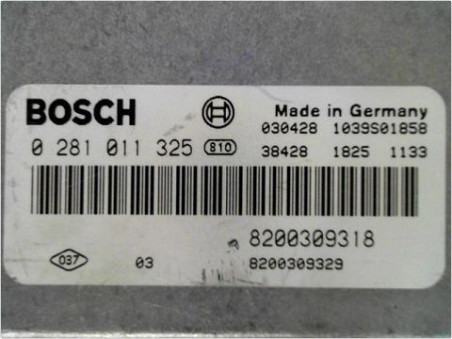 BOSCH
Made in Germany
030428 1039S01858
0 281 011 325 810
38428 1825 1133
8200309318
037 03 8200309329